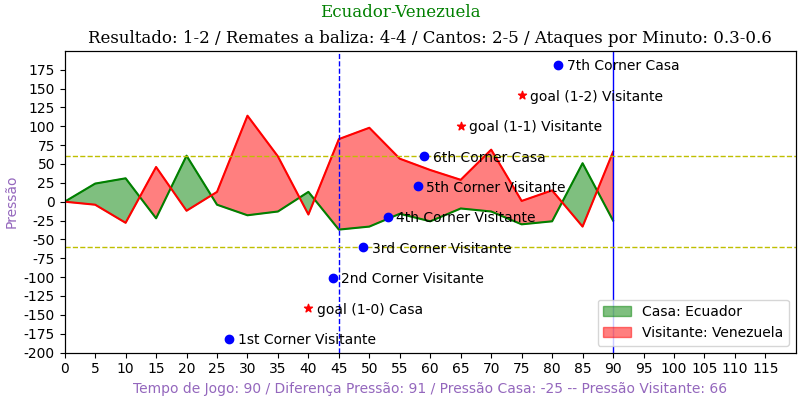 Ecuador-Venezuela
Resultado: 1-2 / Remates a baliza: 4-4 / Cantos: 2-5 / Ataques por Minuto: 0.3-0.6
Pressão
175
150
125
100
75
50
25
0
-25
-50
-75
-100
-125
-150
-175
-200
7th Corner Casa
goal (1-2) Visitante
goal (1-1) Visitante
6th Corner Casa
5th Corner Visitante
4th Corner Visitante
3rd Corner Visitante
2nd Corner Visitante
goal (1-0) Casa
1st Corner Visitante
Casa: Ecuador
Visitante: Venezuela
0 5 10 15 20 25 30 35 40 45 50 55 60 65 70 75 80 85 90 95 100 105 110 115
Tempo de Jogo: 90 / Diferença Pressão: 91 / Pressão Casa: -25 -- Pressão Visitante: 66